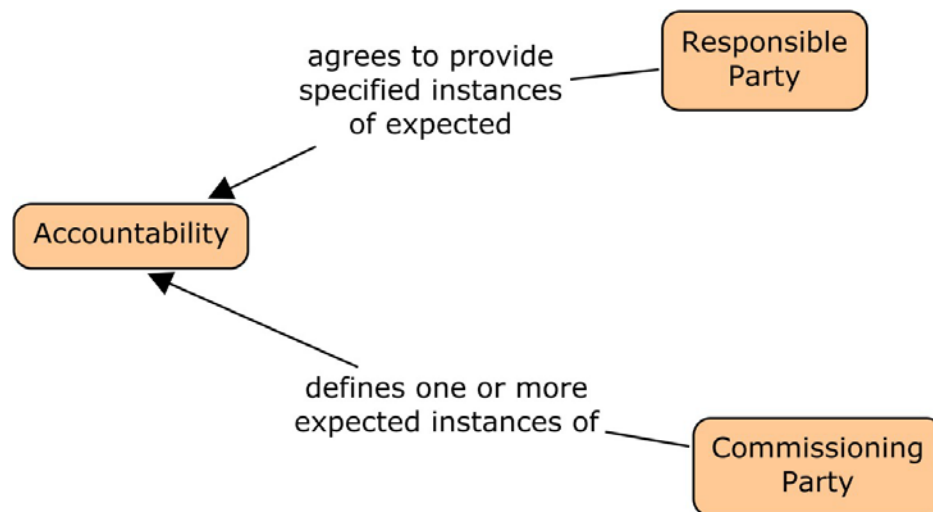 agrees to provide
specified instances
of expected
Responsible
Party
Accountability
defines one or more
expected instances of
Commissioning
Party